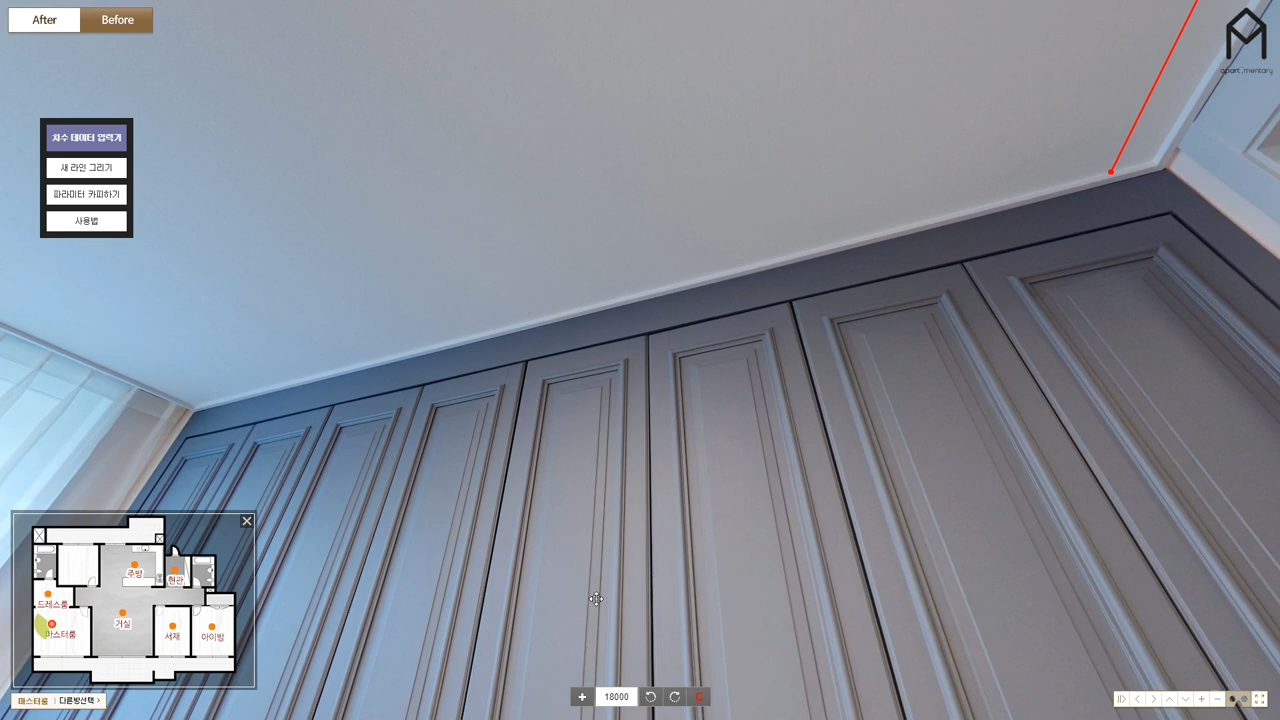 After
Before
apart.mentary
치수 데이터 입력기
새 라인 그리기
파라미터 카피하기
사용법
주방
현관
드레스룸
거실
마스터룸
서재
아이방
마스터룸
다른방선택 >
18000
C